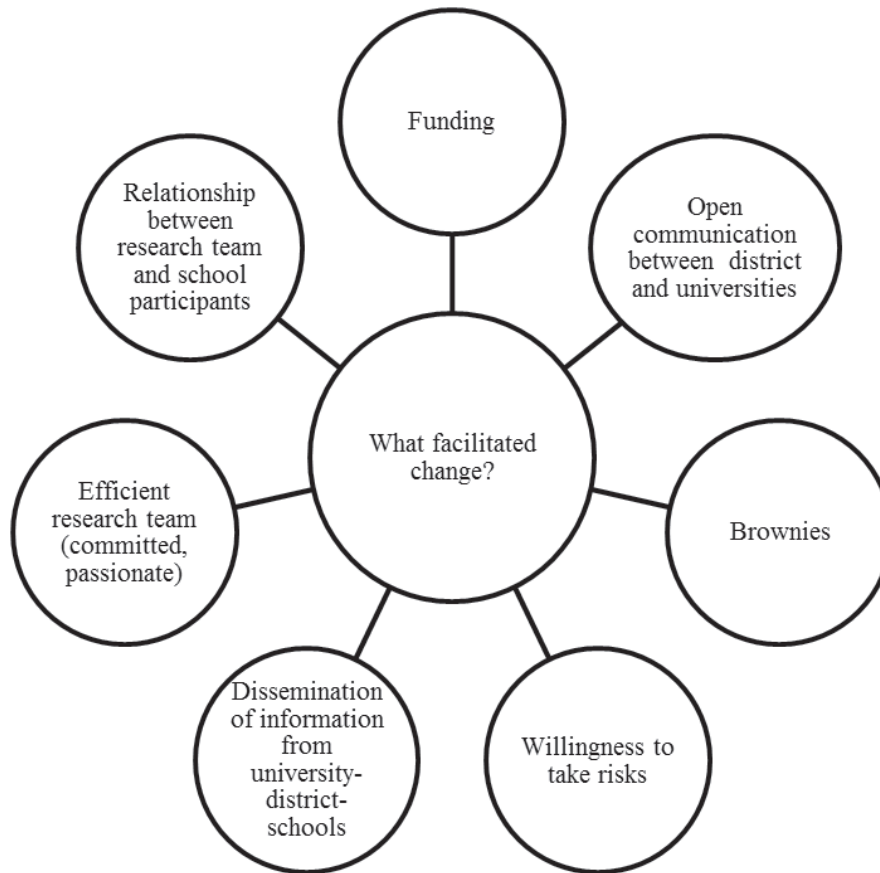 Funding
Relationship
between
research team
and school
participants
Open
communication
between district
and universities
What facilitated
change?
Efficient
research team
(committed,
passionate)
Brownies
Dissemination
of information
from
university-
district-
schools
Willingness to
take risks